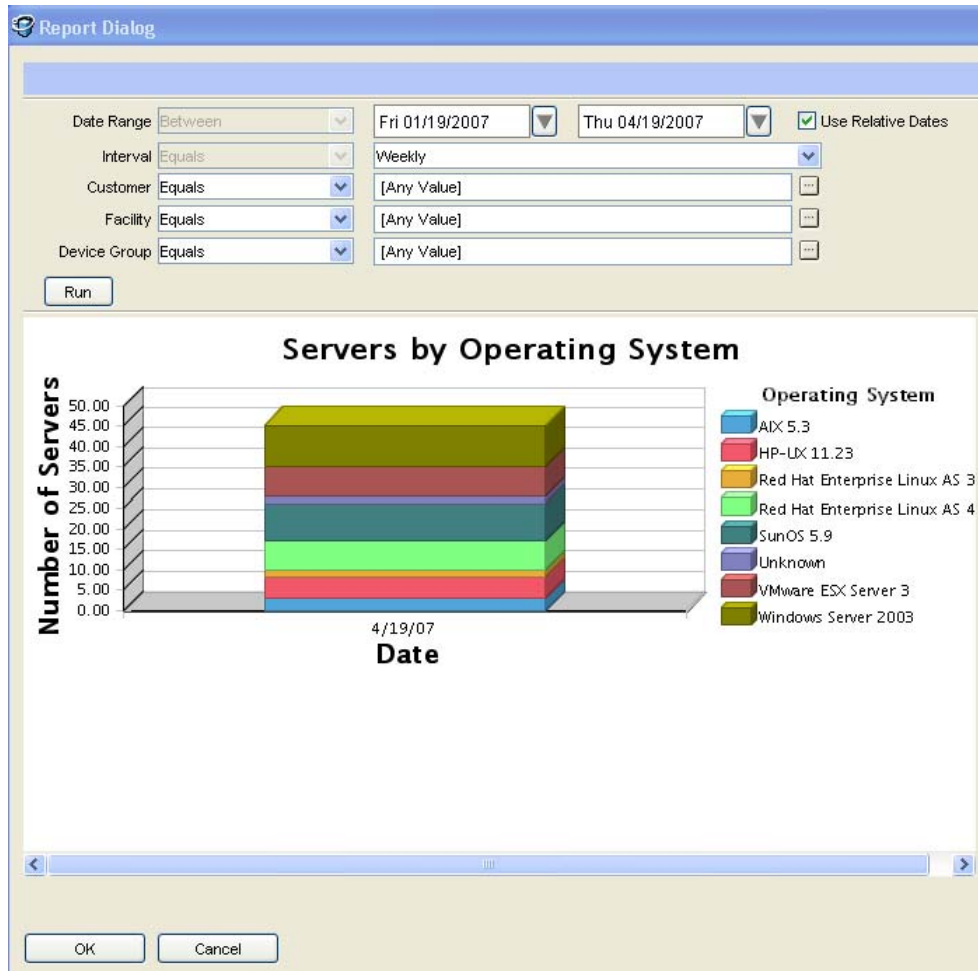 Report Dialog
Date Range Between Fri 01/19/2007 Thu 04/19/2007 Use Relative Dates
Interval Equals Weekly
Customer Equals [Any Value] ...
Facility Equals [Any Value] ...
Device Group Equals [Any Value] ...
Run
Servers by Operating System
Number of Servers
50.00
45.00
40.00
35.00
30.00
25.00
20.00
15.00
10.00
5.00
0.00
4/19/07
Date
Operating System
AIX 5.3
HP-UX 11.23
Red Hat Enterprise Linux AS 3
Red Hat Enterprise Linux AS 4
SunOS 5.9
Unknown
VMware ESX Server 3
Windows Server 2003
OK Cancel